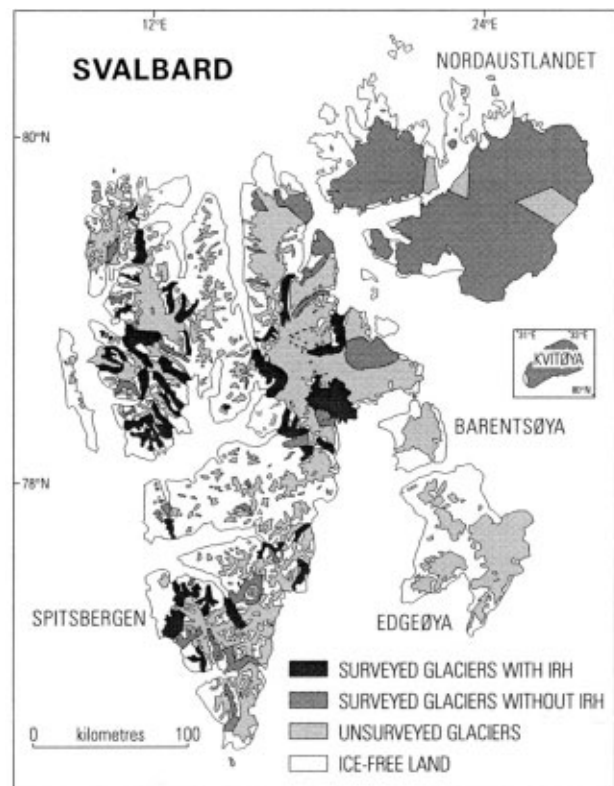 12°E
24°E
SVALBARD
NORDAUSTLANDET
80°N
31°E
33°E
KVITØYA
80°N
BARENTSØYA
78°N
SPITSBERGEN
EDGEØYA
SURVEYED GLACIERS WITH IRH
SURVEYED GLACIERS WITHOUT IRH
0 kilometres 100
UNSURVEYED GLACIERS
ICE-FREE LAND